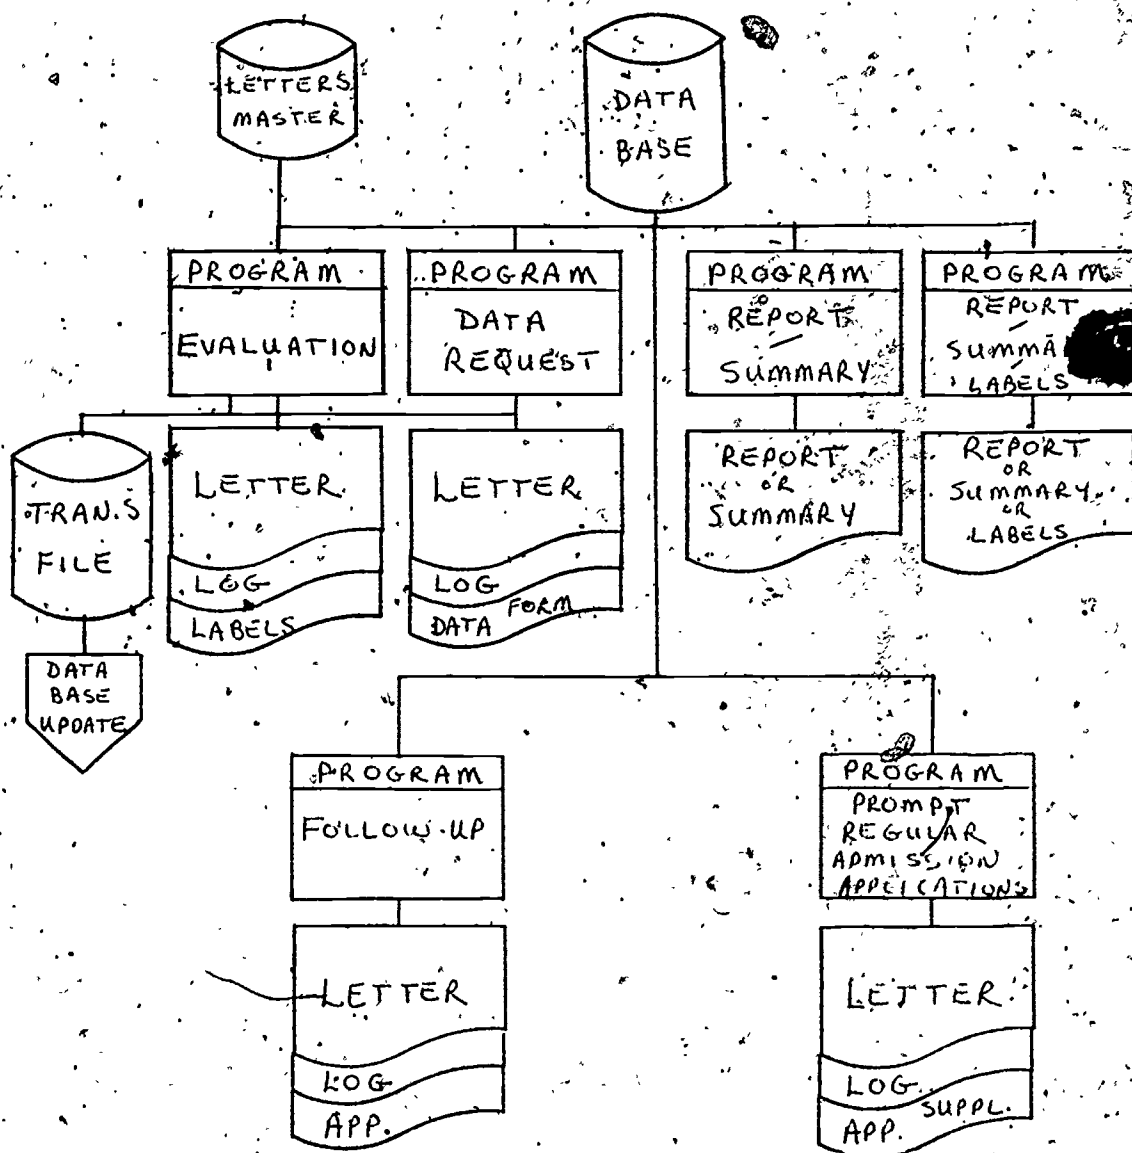 LETTERS
MASTER
DATA
BASE
PROGRAM
EVALUATION
PROGRAM
DATA
REQUEST
PROGRAM
REPORT
/
SUMMARY
PROGRAM
REPORT
/
/
LABELS
TRANS
FILE
LETTER
LOG
LABELS
LETTER
LOG
DATA FORM
REPORT
OR
SUMMARY
REPORT
OR
SUMMARY
OR
LABELS
DATA
BASE
UPDATE
PROGRAM
FOLLOW-UP
PROGRAM
PROMPT
REGULAR
ADMISSION
APPLICATIONS
LETTER
LOG
APP.
LETTER
LOG
APP. SUPPL.